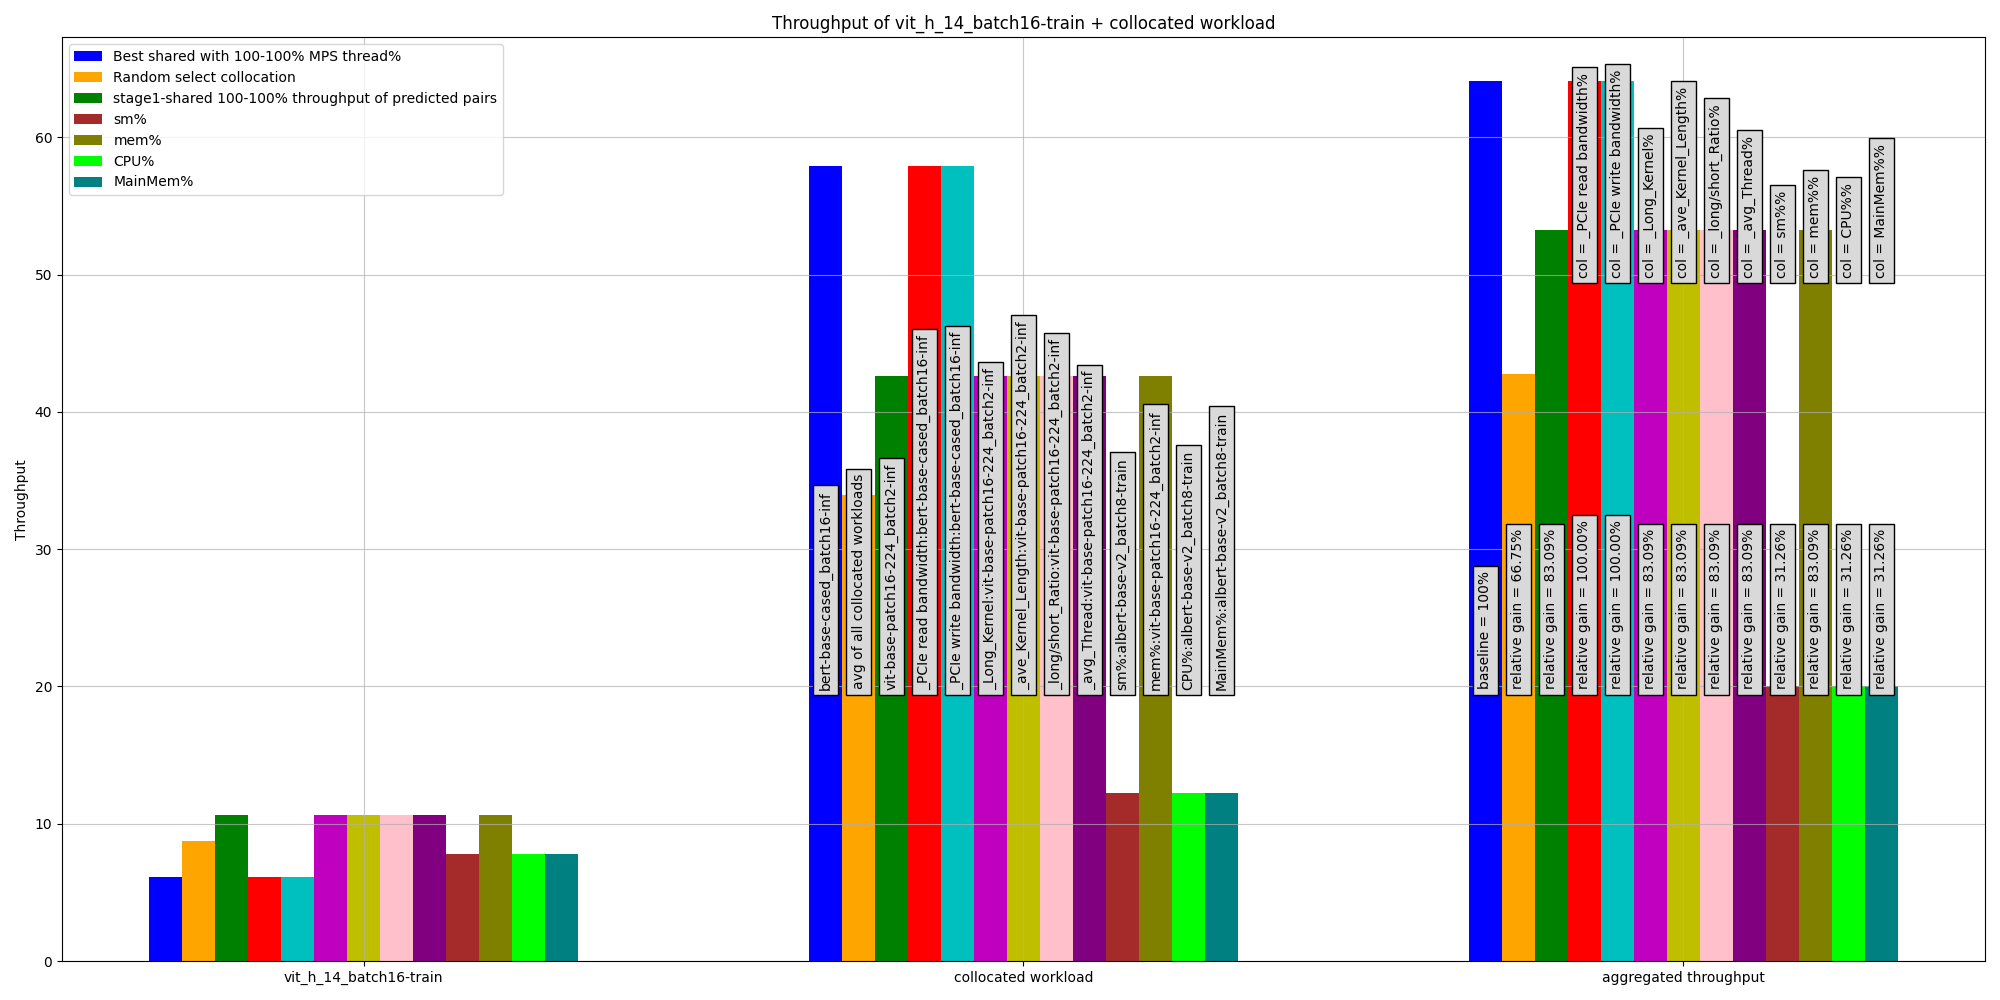 Throughput of vit_h_14_batch16-train + collocated workload
Best shared with 100-100% MPS thread%
Random select collocation
stage1-shared 100-100% throughput of predicted pairs
sm%
mem%
CPU%
MainMem%
Throughput
60
50
40
30
20
10
0
bert-base-cased_batch16-inf
avg of all collocated workloads
vit-base-patch16-224_batch2-inf
_PCIe read bandwidth:bert-base-cased_batch16-inf
_PCIe write bandwidth:bert-base-cased_batch16-inf
_Long_Kernel:vit-base-patch16-224_batch2-inf
_ave_Kernel_Length:vit-base-patch16-224_batch2-inf
_long/short_Ratio:vit-base-patch16-224_batch2-inf
_avg_Thread:vit-base-patch16-224_batch2-inf
sm%:albert-base-v2_batch8-train
mem%:vit-base-patch16-224_batch2-inf
CPU%:albert-base-v2_batch8-train
MainMem%:albert-base-v2_batch8-train
col = _PCIe read bandwidth%
col = _PCIe write bandwidth%
col = _Long_Kernel%
col = _ave_Kernel_Length%
col = _long/short_Ratio%
col = _avg_Thread%
col = sm%%
col = mem%%
col = CPU%%
col = MainMem%%
baseline = 100%
relative gain = 66.75%
relative gain = 83.09%
relative gain = 100.00%
relative gain = 100.00%
relative gain = 83.09%
relative gain = 83.09%
relative gain = 83.09%
relative gain = 83.09%
relative gain = 31.26%
relative gain = 83.09%
relative gain = 31.26%
relative gain = 31.26%
vit_h_14_batch16-train
collocated workload
aggregated throughput